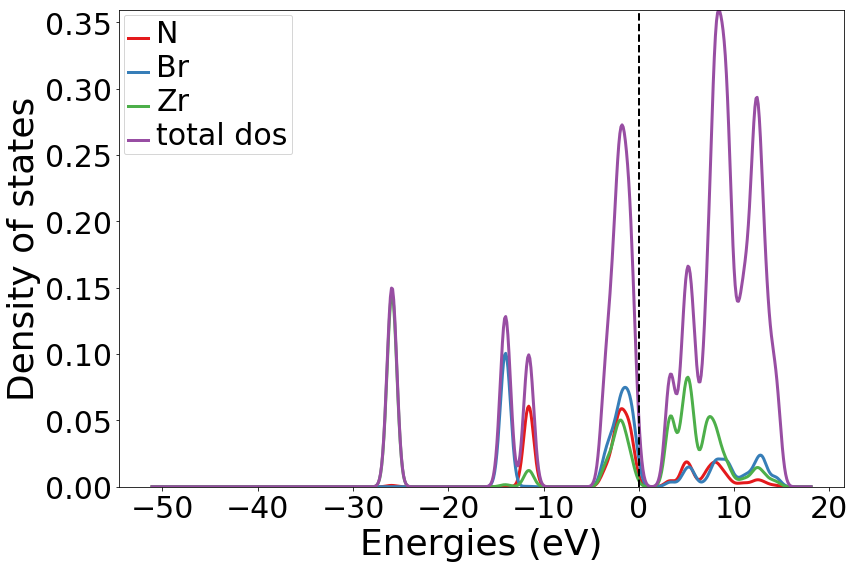 N
Br
Zr
total dos
Density of states
0.35
0.30
0.25
0.20
0.15
0.10
0.05
0.00
−50 −40 −30 −20 −10 0 10 20
Energies (eV)